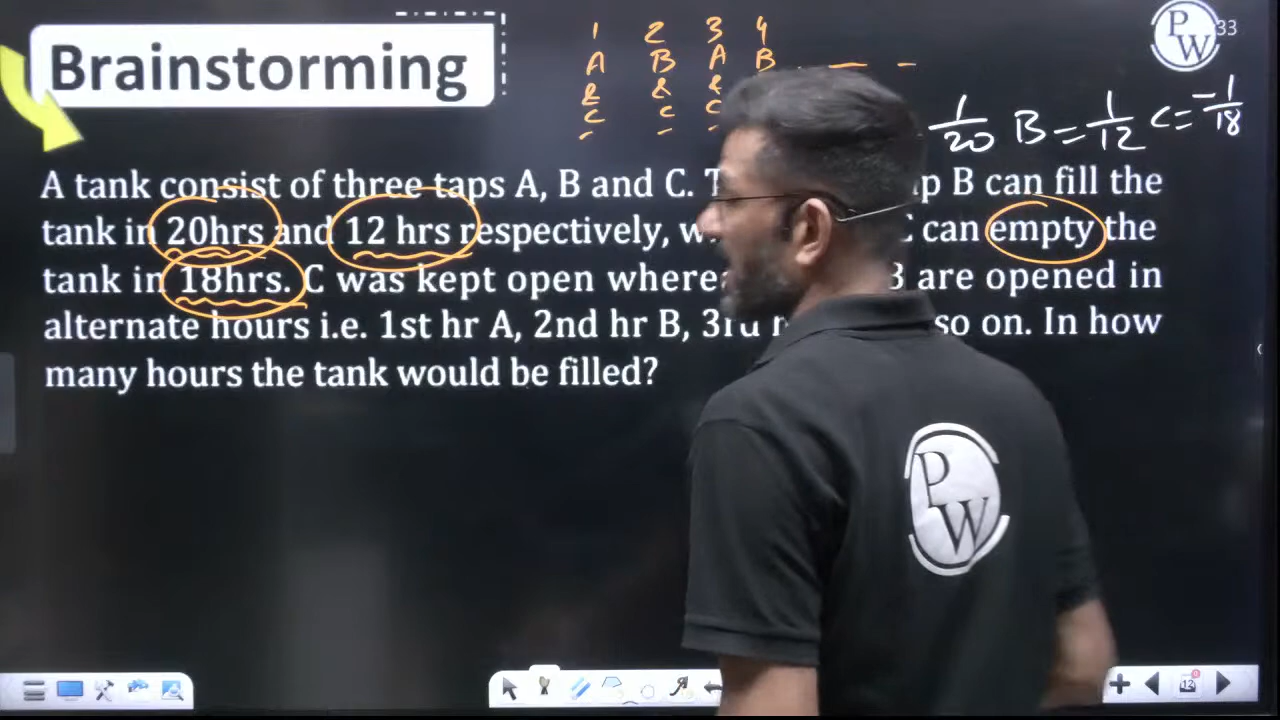 1 2 3 4
A B A B - -
& & &
C C C
- - -
PW 33
Brainstorming
1/20 B = 1/12 C = -1/18
A tank consist of three taps A, B and C. p B can fill the
tank in 20hrs and 12 hrs respectively, can empty the
tank in 18hrs. C was kept open B are opened in
alternate hours i.e. 1st hr A, 2nd hr B, so on. In how
many hours the tank would be filled?
PW
12